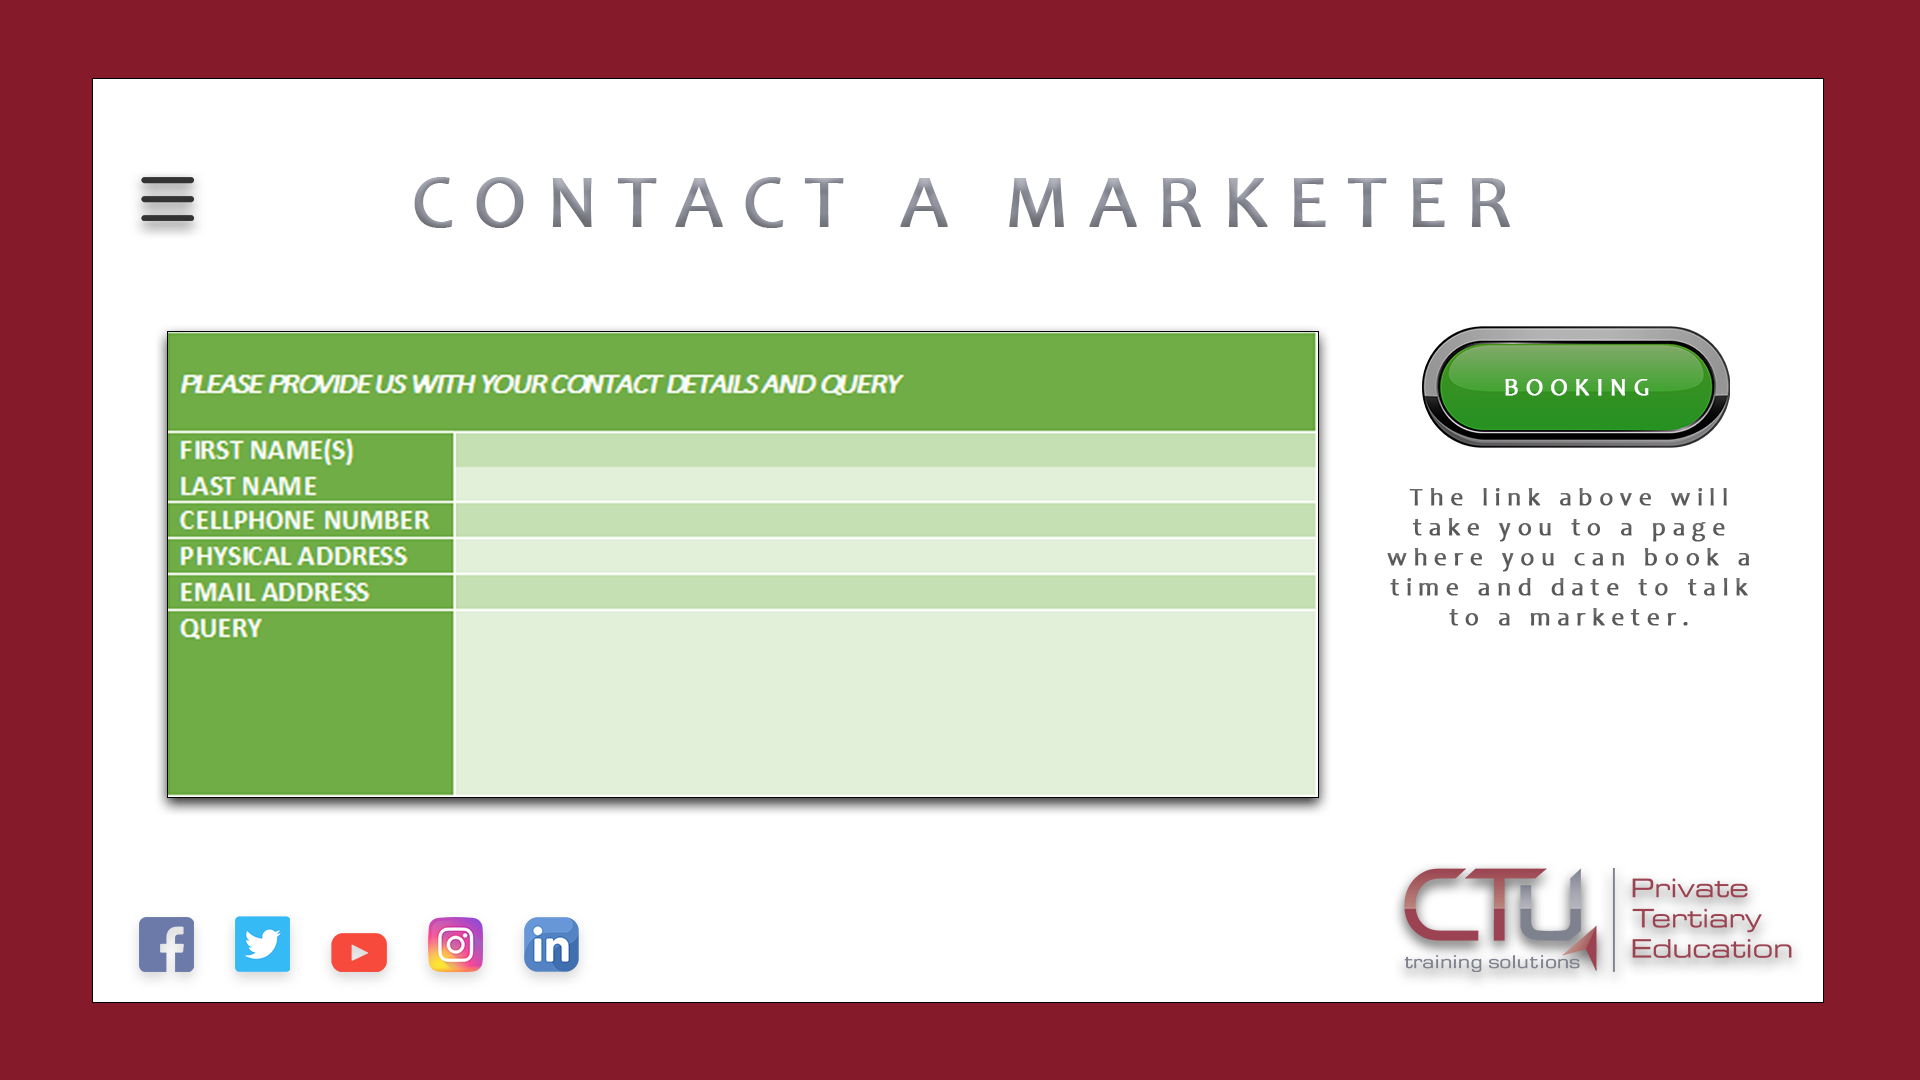 CONTACT A MARKETER
PLEASE PROVIDE US WITH YOUR CONTACT DETAILS AND QUERY
FIRST NAME(S)
LAST NAME
CELLPHONE NUMBER
PHYSICAL ADDRESS
EMAIL ADDRESS
QUERY
BOOKING
The link above will
take you to a page
where you can book a
time and date to talk
to a marketer.
in
CTU
training solutions
Private
Tertiary
Education